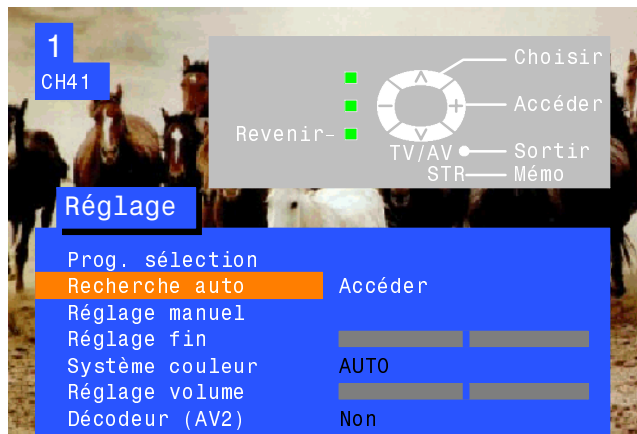 1
CH41
Choisir
Accéder
Revenir
TV/AV Sortir
STR Mémo
Réglage
Prog. sélection
Recherche auto Accéder
Réglage manuel
Réglage fin
Système couleur AUTO
Réglage volume
Décodeur (AV2) Non